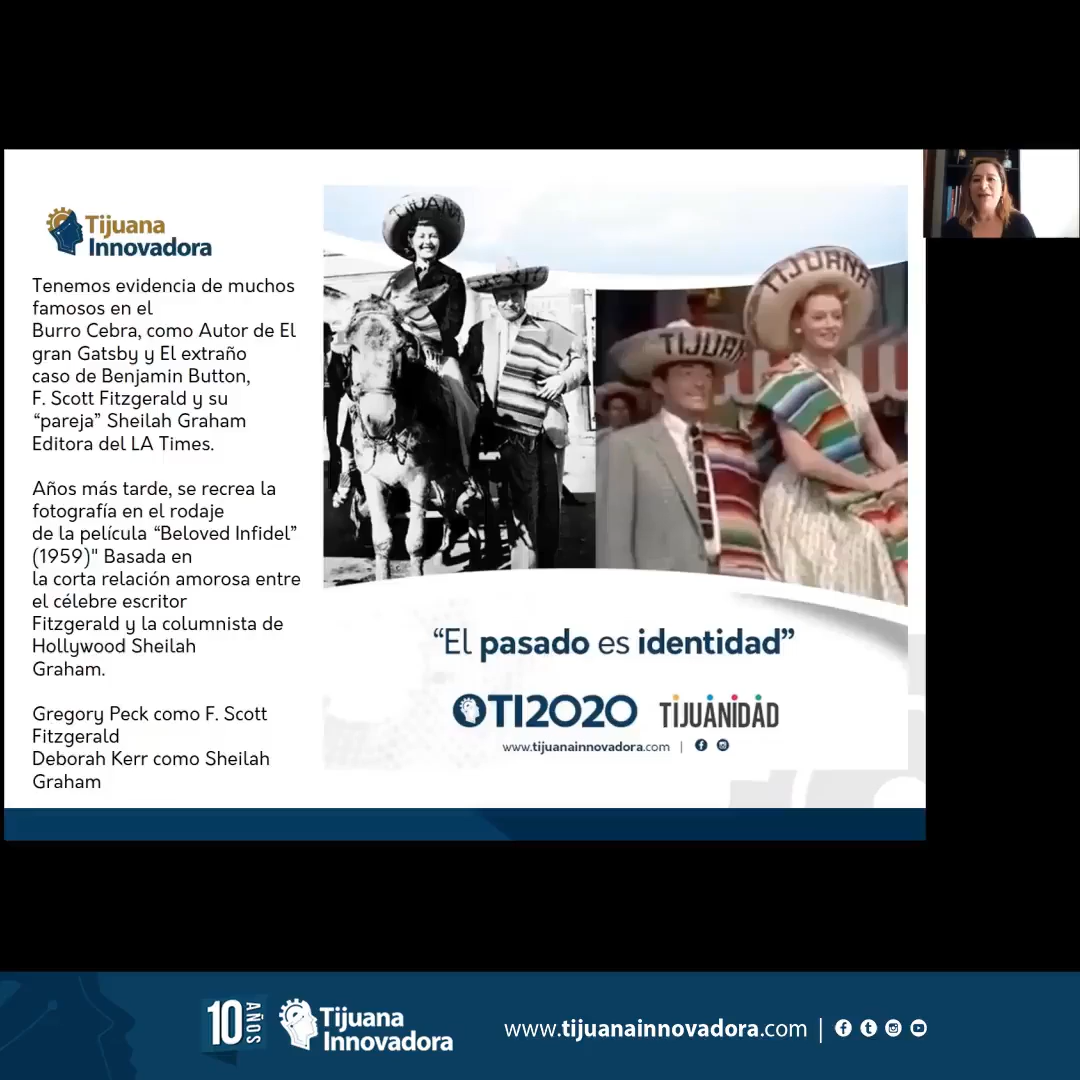 Tijuana
Innovadora
Tenemos evidencia de muchos
famosos en el
Burro Cebra, como Autor de El
gran Gatsby y El extraño
caso de Benjamin Button,
F. Scott Fitzgerald y su
“pareja” Sheilah Graham
Editora del LA Times.
Años más tarde, se recrea la
fotografía en el rodaje
de la película “Beloved Infidel”
(1959)" Basada en
la corta relación amorosa entre
el célebre escritor
Fitzgerald y la columnista de
Hollywood Sheilah
Graham.
Gregory Peck como F. Scott
Fitzgerald
Deborah Kerr como Sheilah
Graham
TIJUANA
MEXICO
TIJUAN
TIJUANA
“El pasado es identidad”
TI2020
TIJUANIDAD
www.tijuanainnovadora.com |
10 AÑOS
Tijuana
Innovadora
www.tijuanainnovadora.com |